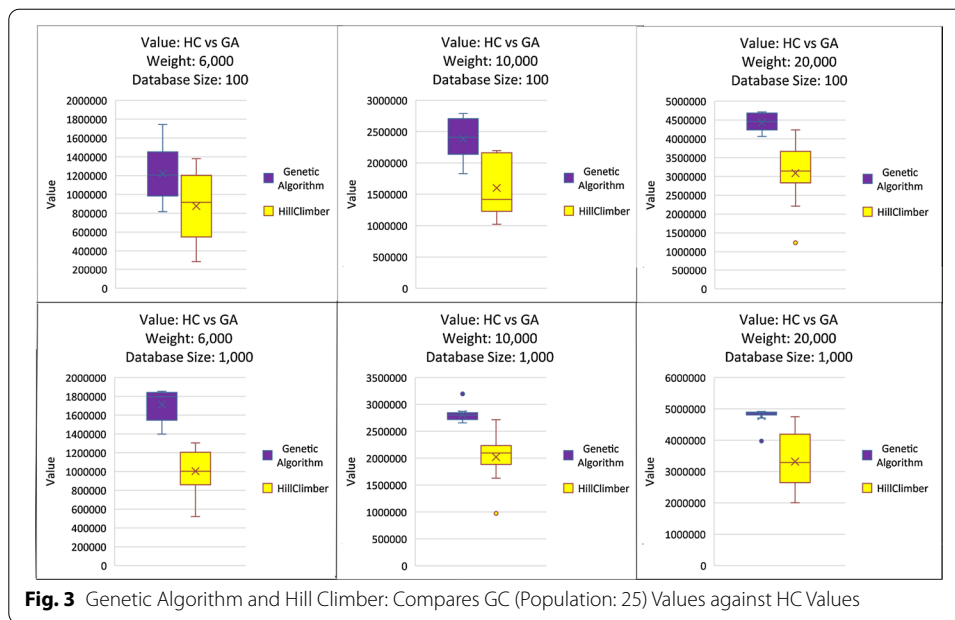 Value: HC vs GA
Weight: 6,000
Database Size: 100
2000000
1800000
1600000
1400000
1200000
1000000
800000
600000
400000
200000
0
Value
Genetic
Algorithm
HillClimber
Value: HC vs GA
Weight: 10,000
Database Size: 100
3000000
2500000
2000000
1500000
1000000
500000
0
Value
Genetic
Algorithm
HillClimber
Value: HC vs GA
Weight: 20,000
Database Size: 100
5000000
4500000
4000000
3500000
3000000
2500000
2000000
1500000
1000000
500000
0
Value
Genetic
Algorithm
HillClimber
Value: HC vs GA
Weight: 6,000
Database Size: 1,000
2000000
1800000
1600000
1400000
1200000
1000000
800000
600000
400000
200000
0
Value
Genetic
Algorithm
HillClimber
Value: HC vs GA
Weight: 10,000
Database Size: 1,000
3500000
3000000
2500000
2000000
1500000
1000000
500000
0
Value
Genetic
Algorithm
HillClimber
Value: HC vs GA
Weight: 20,000
Database Size: 1,000
6000000
5000000
4000000
3000000
2000000
1000000
0
Value
Genetic
Algorithm
HillClimber
Fig. 3 Genetic Algorithm and Hill Climber: Compares GC (Population: 25) Values against HC Values